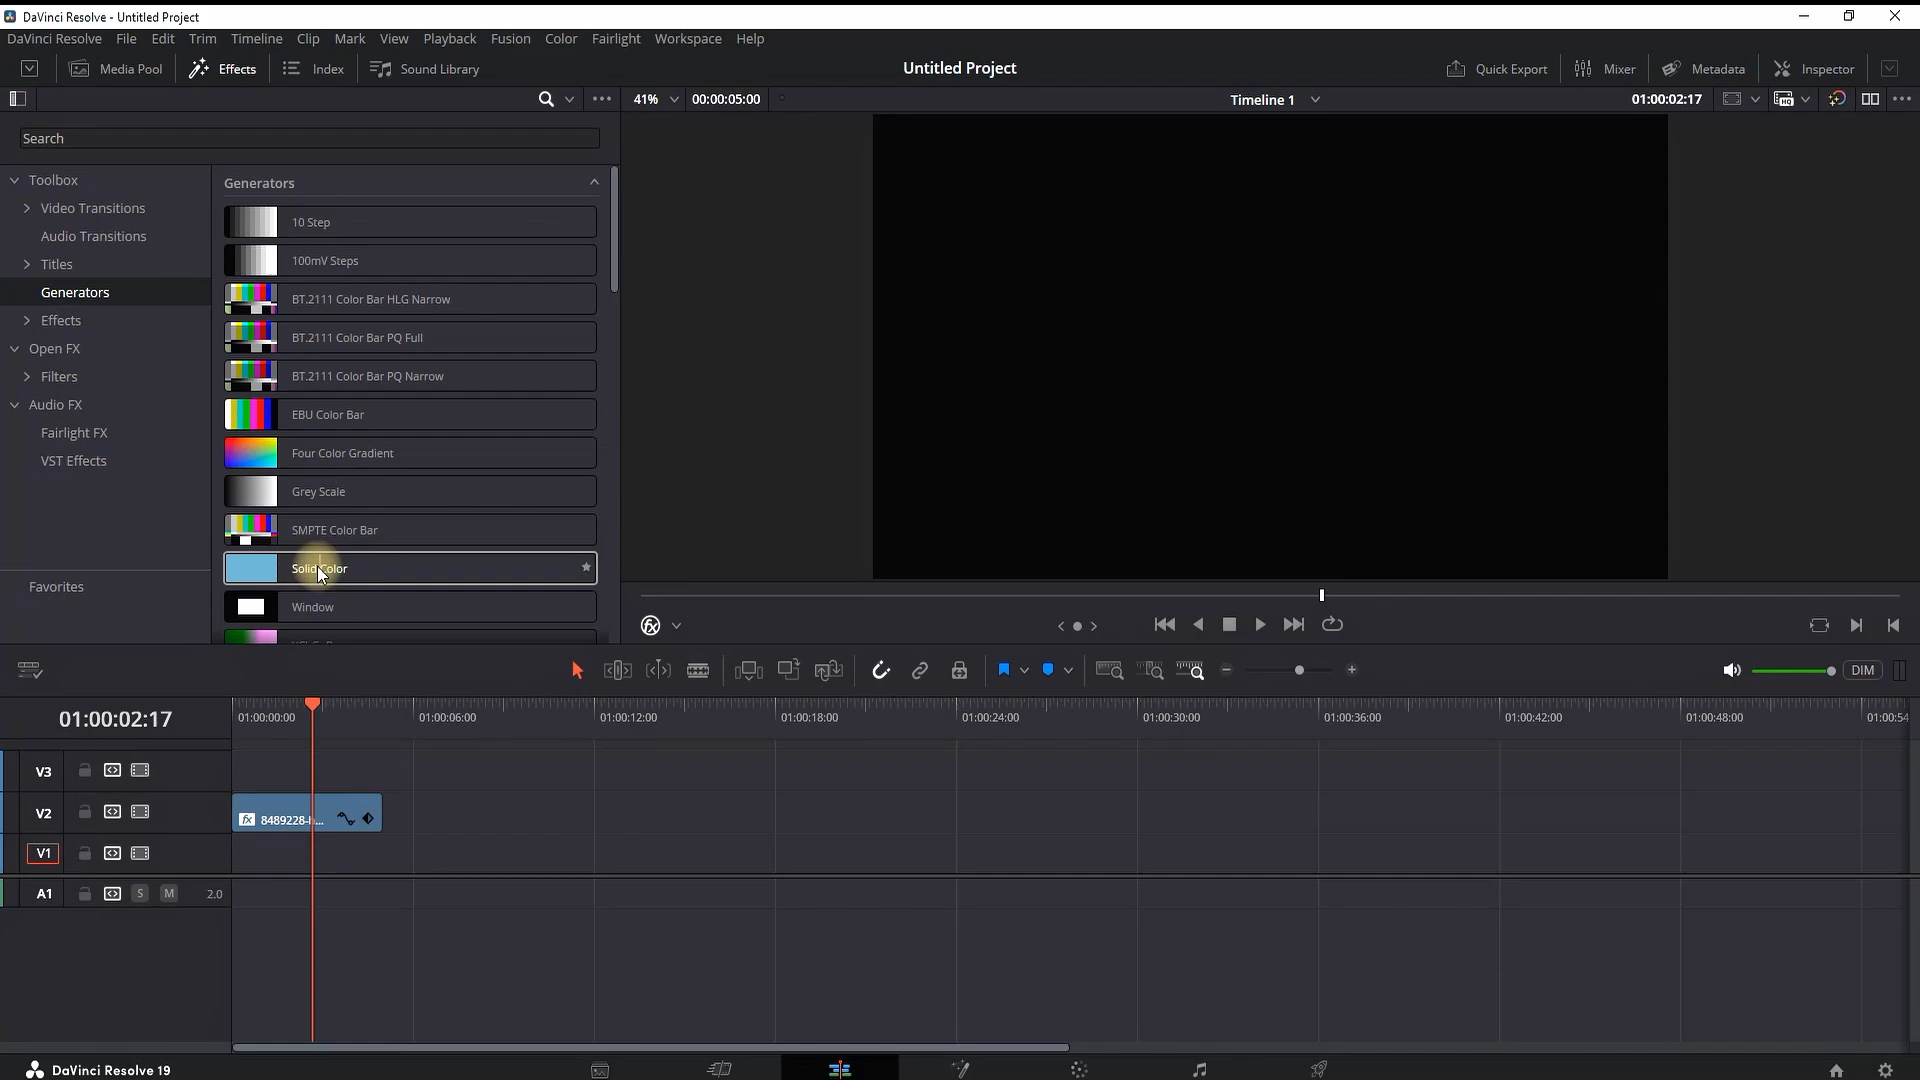 DaVinci Resolve - Untitled Project
DaVinci Resolve File Edit Trim Timeline Clip Mark View Playback Fusion Color Fairlight Workspace Help
Media Pool Effects Index Sound Library Untitled Project Quick Export Mixer Metadata Inspector
41% 00:00:05:00 Timeline 1 01:00:02:17 HQ
Search
Toolbox
Video Transitions
Audio Transitions
Titles
Generators
Effects
Open FX
Filters
Audio FX
Fairlight FX
VST Effects
Favorites
Generators
10 Step
100mV Steps
BT.2111 Color Bar HLG Narrow
BT.2111 Color Bar PQ Full
BT.2111 Color Bar PQ Narrow
EBU Color Bar
Four Color Gradient
Grey Scale
SMPTE Color Bar
Solid Color
Window
fx
DIM
01:00:02:17
01:00:00:00 01:00:06:00 01:00:12:00 01:00:18:00 01:00:24:00 01:00:30:00 01:00:36:00 01:00:42:00 01:00:48:00 01:00:54
V3
V2 fx 8489228-h...
V1
A1 S M 2.0
DaVinci Resolve 19